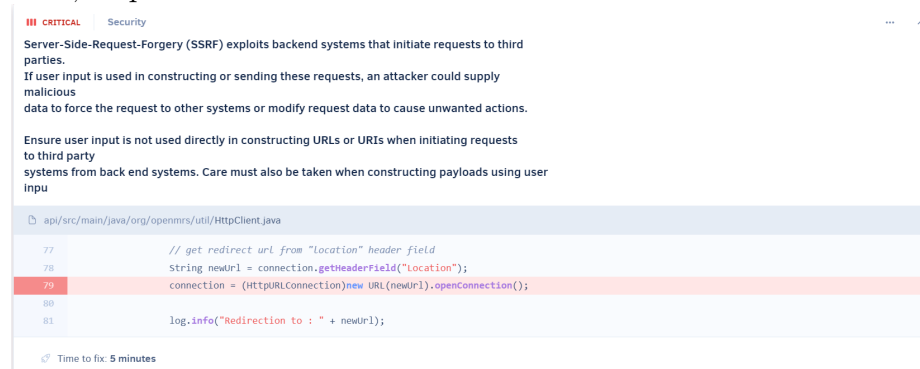 CRITICAL Security ...
Server-Side-Request-Forgery (SSRF) exploits backend systems that initiate requests to third
parties.
If user input is used in constructing or sending these requests, an attacker could supply
malicious
data to force the request to other systems or modify request data to cause unwanted actions.
Ensure user input is not used directly in constructing URLs or URIs when initiating requests
to third party
systems from back end systems. Care must also be taken when constructing payloads using user
inpu
api/src/main/java/org/openmrs/util/HttpClient.java
77 // get redirect url from "location" header field
78 String newUrl = connection.getHeaderField("Location");
79 connection = (HttpURLConnection)new URL(newUrl).openConnection();
80
81 log.info("Redirection to : " + newUrl);
Time to fix: 5 minutes